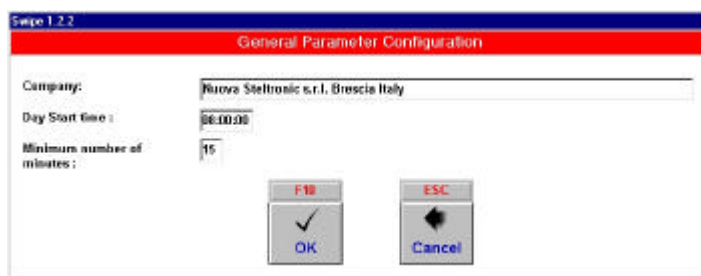 Swipe 1.2.2
General Parameter Configuration
Company:
Nuova Steltronic s.r.l. Brescia Italy
Day Start time :
08:00:00
Minimum number of
minutes :
15
F10 ESC
OK Cancel